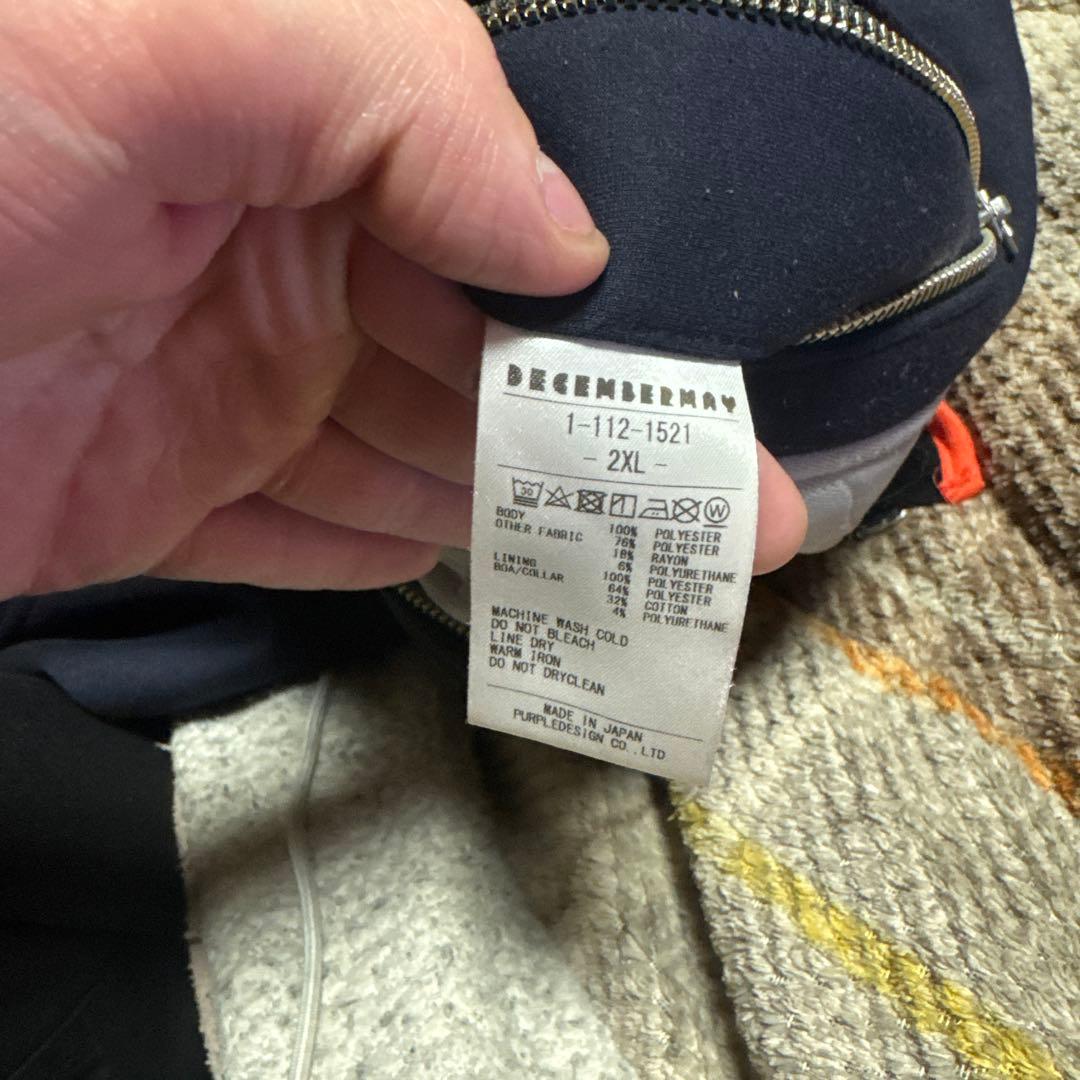 DECEMBERMAY
1-112-1521
- 2XL -
30 W
BODY 100% POLYESTER
OTHER FABRIC 76% POLYESTER
18% RAYON
6% POLYURETHANE
LINING 100% POLYESTER
BOA/COLLAR 64% POLYESTER
32% COTTON
4% POLYURETHANE
MACHINE WASH COLD
DO NOT BLEACH
LINE DRY
WARM IRON
DO NOT DRYCLEAN
MADE IN JAPAN
PURPLEDESIGN CO.,LTD